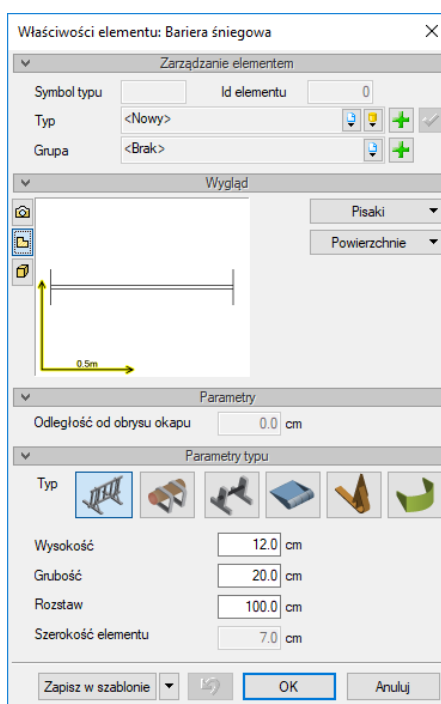 Właściwości elementu: Bariera śniegowa
Zarządzanie elementem
Symbol typu Id elementu 0
Typ <Nowy>
Grupa <Brak>
Wygląd
Pisaki
Powierzchnie
0.5m
Parametry
Odległość od obrysu okapu 0.0 cm
Parametry typu
Typ
Wysokość 12.0 cm
Grubość 20.0 cm
Rozstaw 100.0 cm
Szerokość elementu 7.0 cm
Zapisz w szablonie OK Anuluj